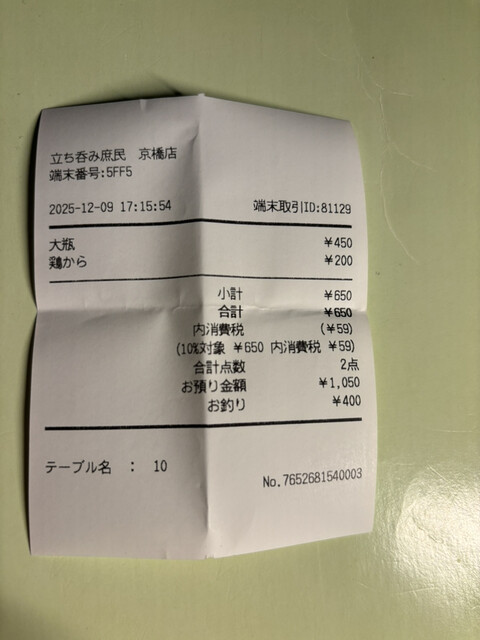 立ち呑み庶民 京橋店
端末番号:5FF5
2025-12-09 17:15:54 端末取引ID:81129
大瓶 ¥450
鶏から ¥200
小計 ¥650
合計 ¥650
内消費税 (¥59)
(10%対象 ¥650 内消費税 ¥59)
合計点数 2点
お預り金額 ¥1,050
お釣り ¥400
テーブル名 : 10
No.7652681540003